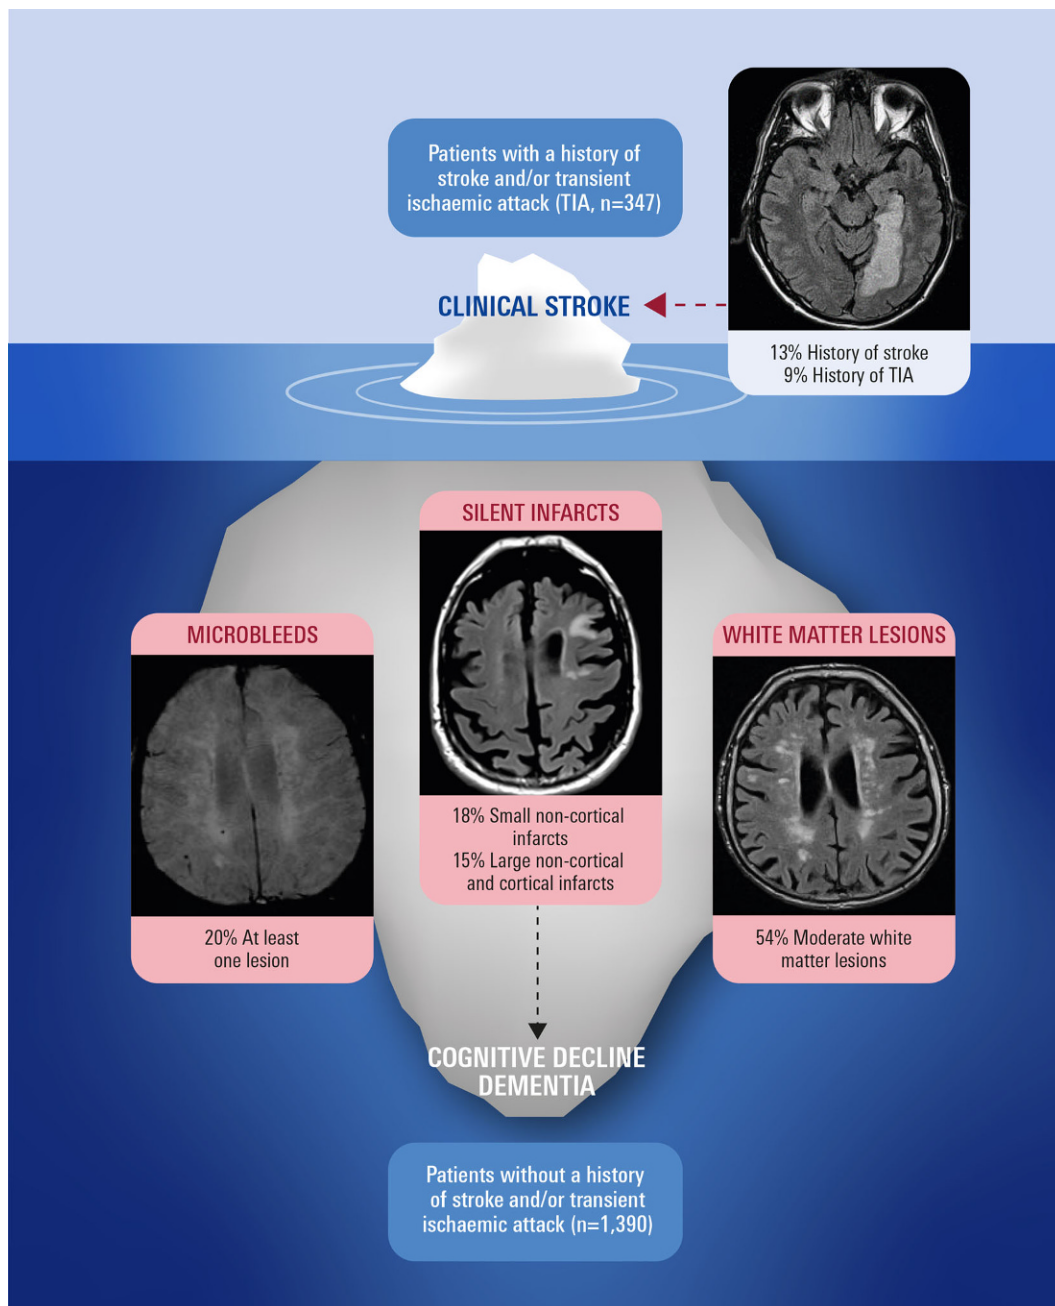 Patients with a history of
stroke and/or transient
ischaemic attack (TIA, n=347)
CLINICAL STROKE
13% History of stroke
9% History of TIA
SILENT INFARCTS
18% Small non-cortical
infarcts
15% Large non-cortical
and cortical infarcts
MICROBLEEDS
20% At least
one lesion
WHITE MATTER LESIONS
54% Moderate white
matter lesions
COGNITIVE DECLINE
DEMENTIA
Patients without a history
of stroke and/or transient
ischaemic attack (n=1,390)